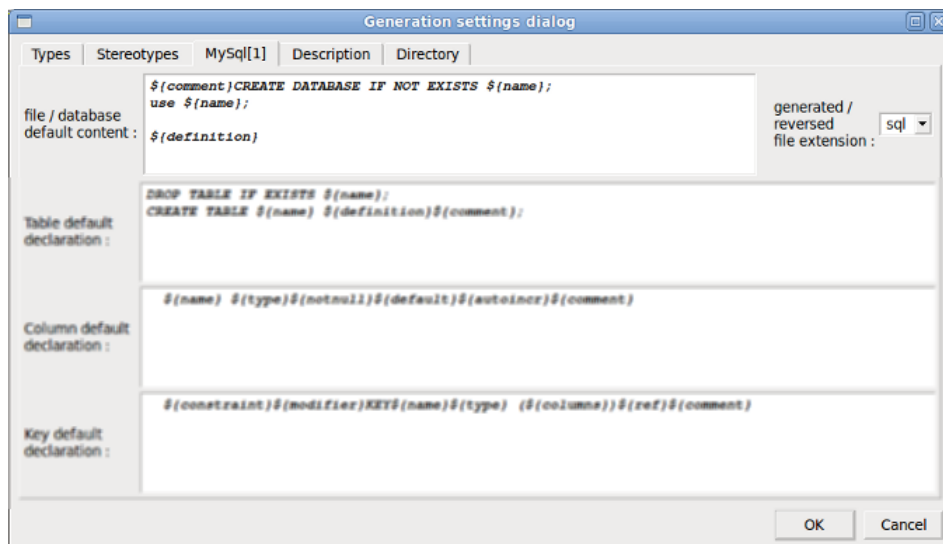 Generation settings dialog
Types Stereotypes MySql[1] Description Directory
file / database
default content :
${comment}CREATE DATABASE IF NOT EXISTS ${name};
use ${name};
${definition}
generated /
reversed
file extension :
sql
Table default
declaration :
DROP TABLE IF EXISTS ${name};
CREATE TABLE ${name} ${definition}${comment};
Column default
declaration :
${name} ${type}${notnull}${default}${autoincr}${comment}
Key default
declaration :
${constraint}${modifier}KEY${name}${type} (${columns})${ref}${comment}
OK Cancel